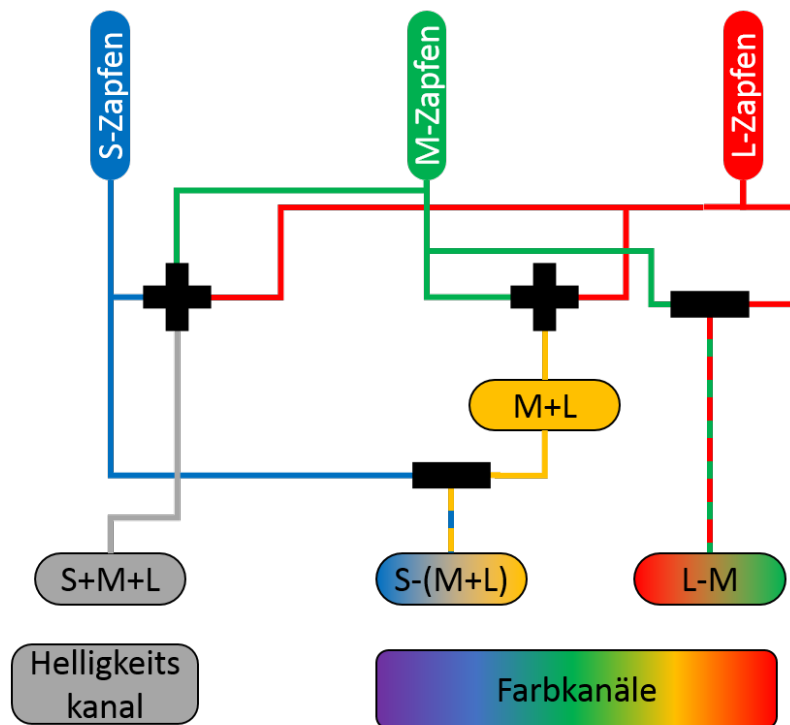 S-Zapfen
M-Zapfen
L-Zapfen
M+L
S+M+L
S-(M+L)
L-M
Helligkeits
kanal
Farbkanäle